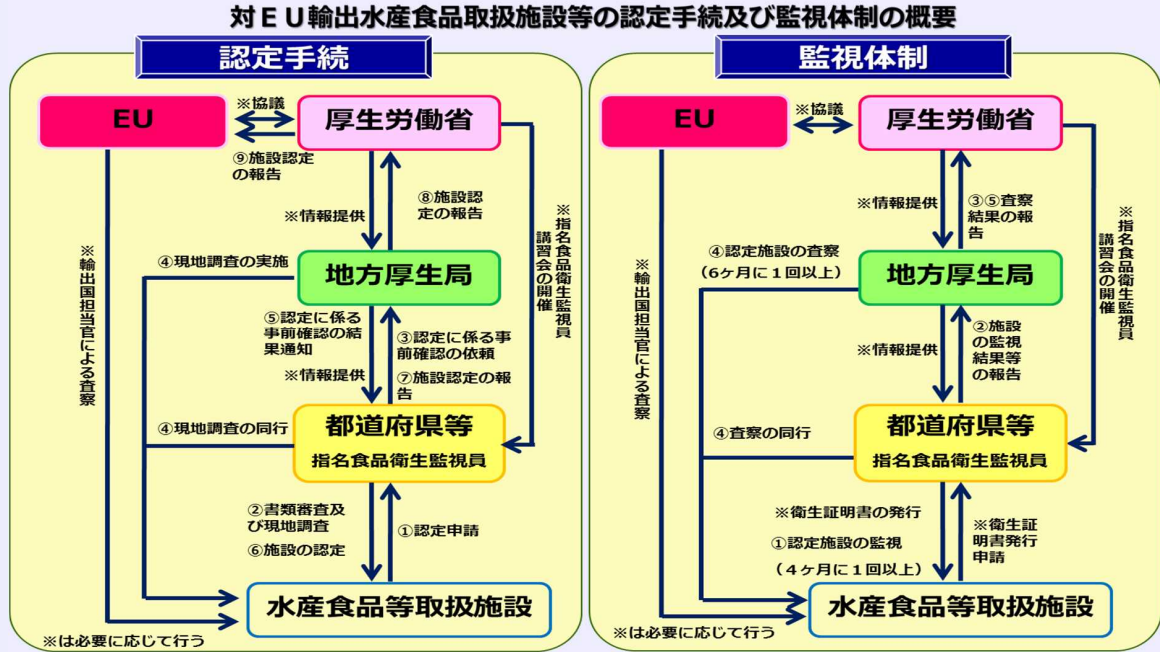 対ＥＵ輸出水産食品取扱施設等の認定手続及び監視体制の概要
認定手続
EU
※協議
厚生労働省
⑨施設認定
の報告
⑧施設認
定の報告
※情報提供
※指名食品衛生監視員
講習会の開催
④現地調査の実施
地方厚生局
※輸出国担当官による査察
⑤認定に係る
事前確認の結
果通知
③認定に係る事
前確認の依頼
※情報提供
⑦施設認定の報
告
④現地調査の同行
都道府県等
指名食品衛生監視員
②書類審査及
び現地調査
①認定申請
⑥施設の認定
水産食品等取扱施設
※は必要に応じて行う
監視体制
EU
※協議
厚生労働省
※情報提供
③⑤査察
結果の報
告
※指名食品衛生監視員
講習会の開催
④認定施設の査察
（6ヶ月に１回以上）
地方厚生局
※輸出国担当官による査察
※情報提供
②施設
の監視
結果等
の報告
④査察の同行
都道府県等
指名食品衛生監視員
※衛生証明書の発行
①認定施設の監視
（４ヶ月に１回以上）
※衛生証
明書発行
申請
水産食品等取扱施設
※は必要に応じて行う